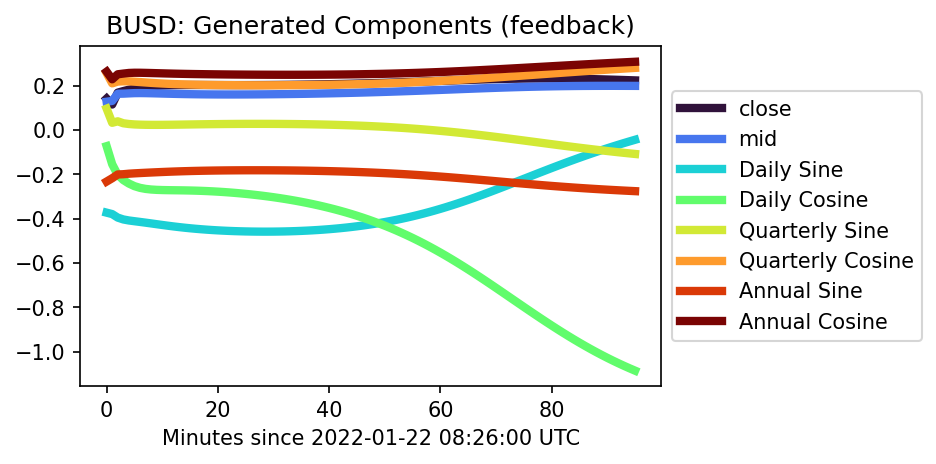 BUSD: Generated Components (feedback)
0.2
0.0
−0.2
−0.4
−0.6
−0.8
−1.0
0 20 40 60 80
Minutes since 2022-01-22 08:26:00 UTC
close
mid
Daily Sine
Daily Cosine
Quarterly Sine
Quarterly Cosine
Annual Sine
Annual Cosine